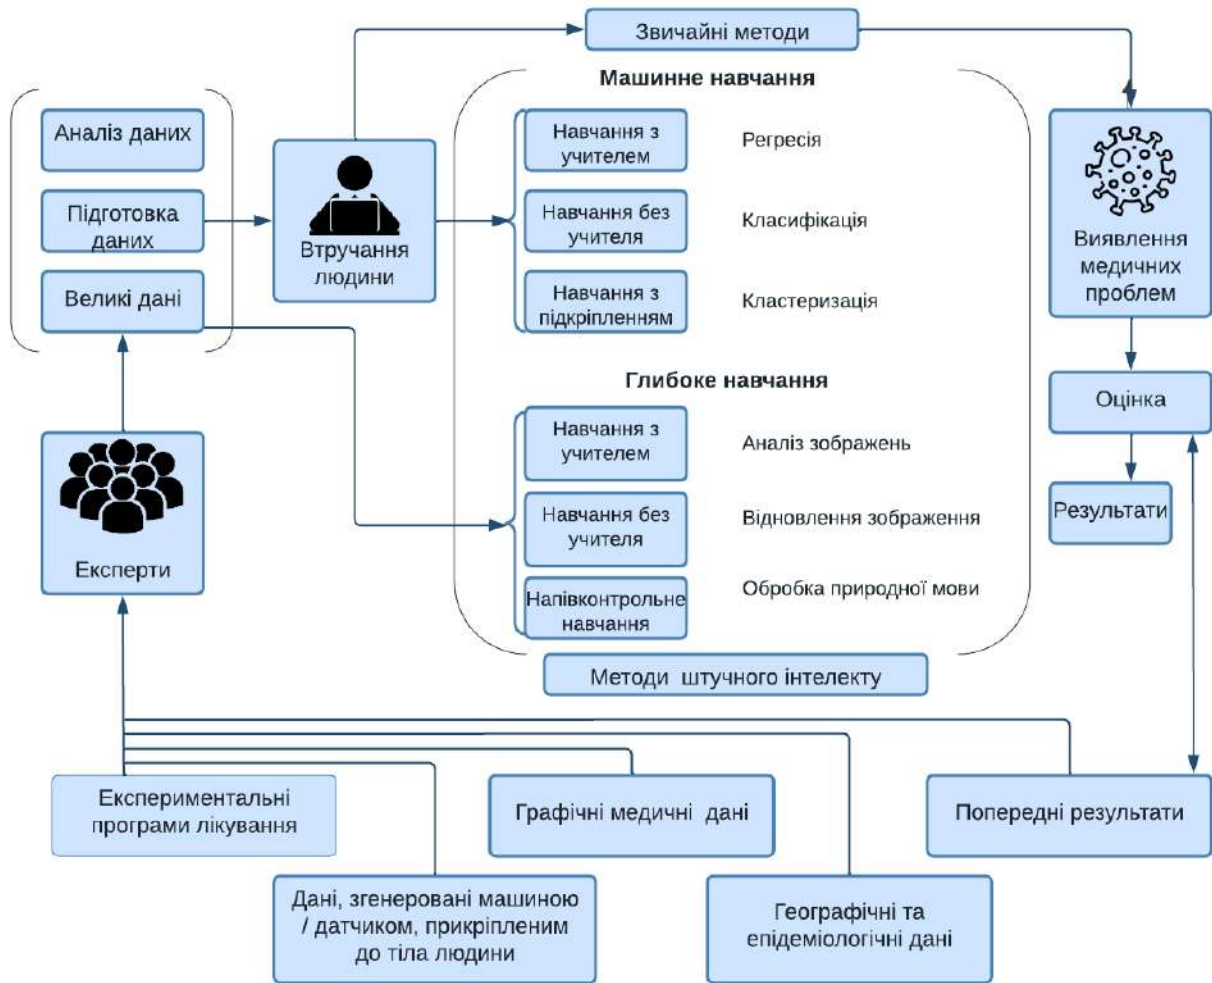 Звичайні методи
Машинне навчання
Аналіз даних
Підготовка
даних
Великі дані
Втручання
людини
Навчання з
учителем
Регресія
Навчання без
учителя
Класифікація
Навчання з
підкріпленням
Кластеризація
Виявлення
медичних
проблем
Глибоке навчання
Навчання з
учителем
Аналіз зображень
Навчання без
учителя
Відновлення зображення
Напівконтрольне
навчання
Обробка природної мови
Оцінка
Результати
Експерти
Методи штучного інтелекту
Експериментальні
програми лікування
Графічні медичні дані
Попередні результати
Дані, згенеровані машиною
/ датчиком, прикріпленим
до тіла людини
Географічні та
епідеміологічні дані